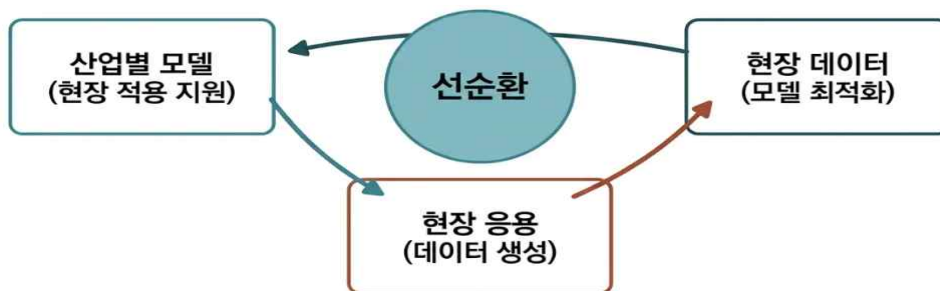 산업별 모델
(현장 적용 지원)
선순환
현장 데이터
(모델 최적화)
현장 응용
(데이터 생성)